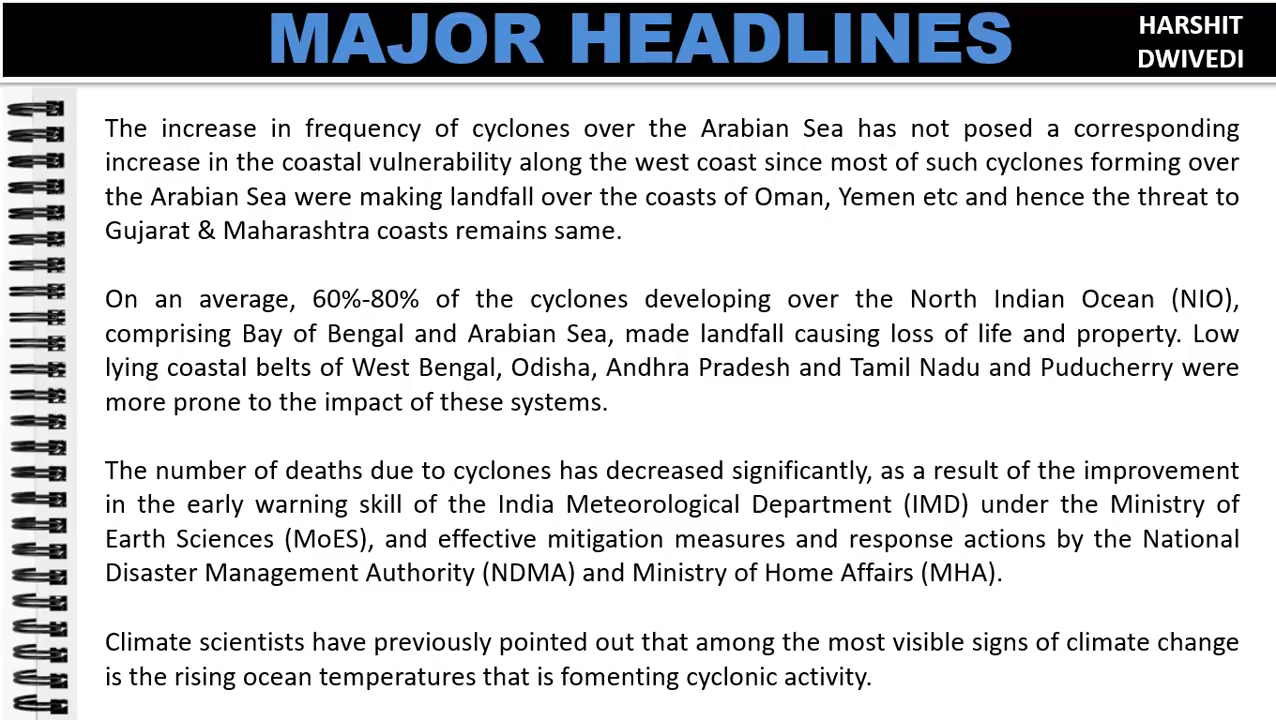 MAJOR HEADLINES
HARSHIT
DWIVEDI
The increase in frequency of cyclones over the Arabian Sea has not posed a corresponding
increase in the coastal vulnerability along the west coast since most of such cyclones forming over
the Arabian Sea were making landfall over the coasts of Oman, Yemen etc and hence the threat to
Gujarat & Maharashtra coasts remains same.
On an average, 60%-80% of the cyclones developing over the North Indian Ocean (NIO),
comprising Bay of Bengal and Arabian Sea, made landfall causing loss of life and property. Low
lying coastal belts of West Bengal, Odisha, Andhra Pradesh and Tamil Nadu and Puducherry were
more prone to the impact of these systems.
The number of deaths due to cyclones has decreased significantly, as a result of the improvement
in the early warning skill of the India Meteorological Department (IMD) under the Ministry of
Earth Sciences (MoES), and effective mitigation measures and response actions by the National
Disaster Management Authority (NDMA) and Ministry of Home Affairs (MHA).
Climate scientists have previously pointed out that among the most visible signs of climate change
is the rising ocean temperatures that is fomenting cyclonic activity.